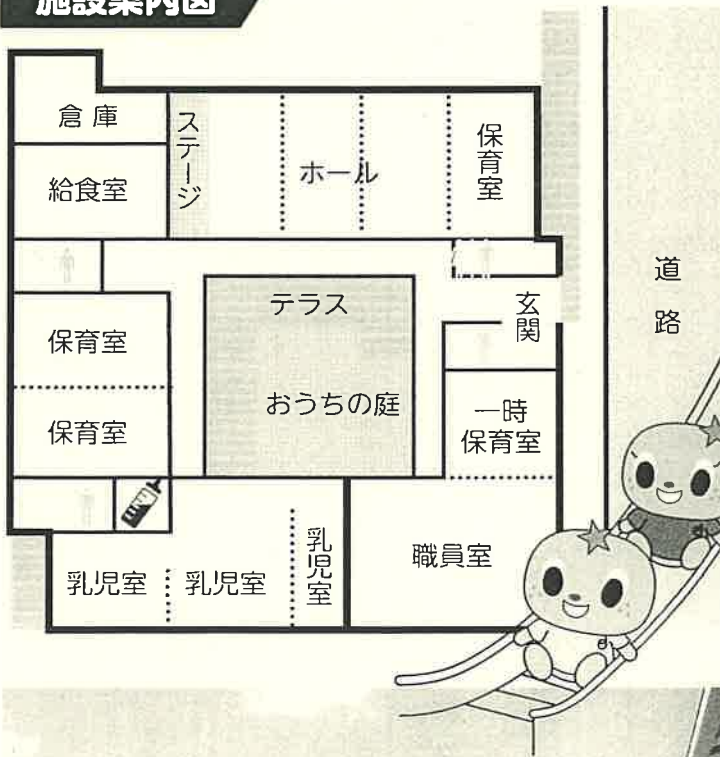 施設案内図
倉庫
ステージ
ホール
保育室
給食室
道路
テラス
玄関
保育室
おうちの庭
一時
保育室
保育室
乳児室
乳児室
乳児室
職員室